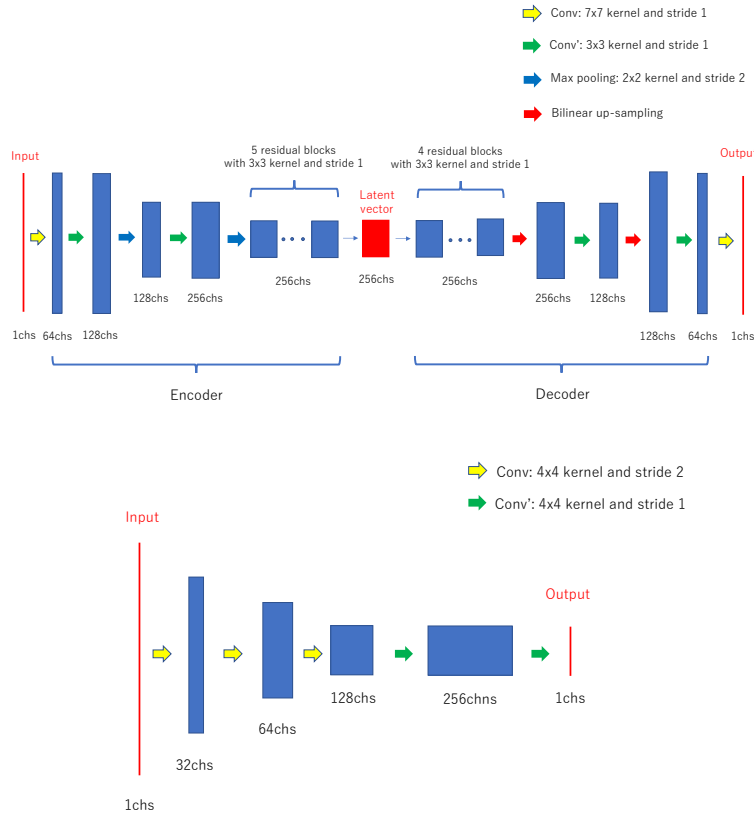 Conv: 7x7 kernel and stride 1
Conv': 3x3 kernel and stride 1
Max pooling: 2x2 kernel and stride 2
Bilinear up-sampling
5 residual blocks
with 3x3 kernel and stride 1
4 residual blocks
with 3x3 kernel and stride 1
Input
Latent
vector
Output
1chs
64chs
128chs
128chs
256chs
256chs
256chs
256chs
256chs
128chs
128chs
64chs
1chs
Encoder
Decoder
Conv: 4x4 kernel and stride 2
Conv': 4x4 kernel and stride 1
Input
Output
1chs
32chs
64chs
128chs
256chns
1chs